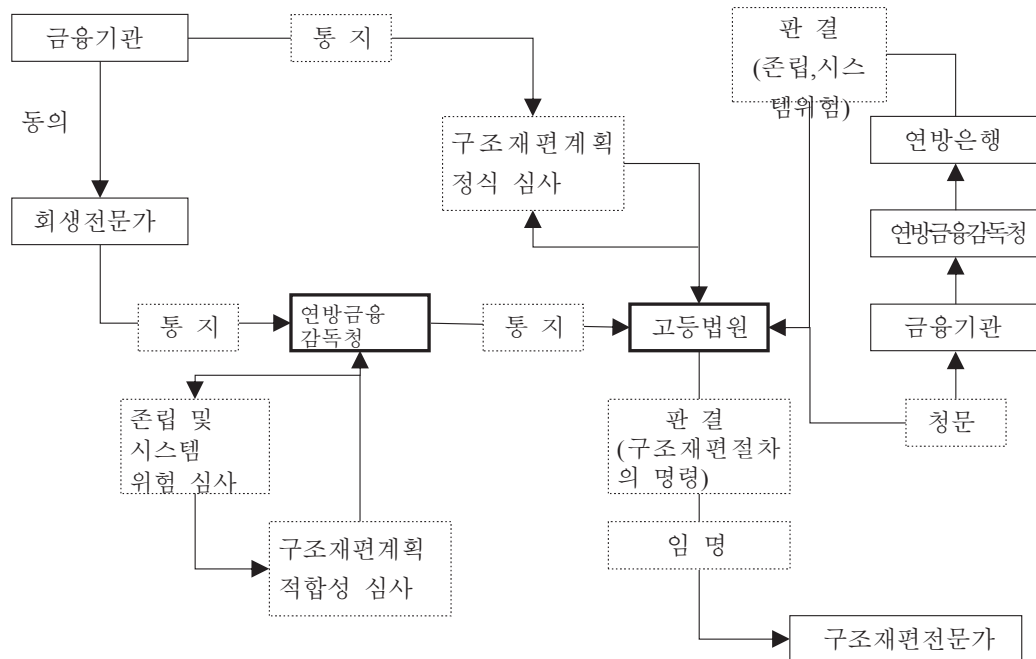 금융기관
통 지
판 결
(존립,시스
템위험)
동의
구조재편계획
정식 심사
연방은행
회생전문가
연방금융감독청
통 지
연방금융
감독청
통 지
고등법원
금융기관
존립 및
시스템
위험 심사
판 결
(구조재편절차
의 명령)
청문
구조재편계획
적합성 심사
임 명
구조재편전문가